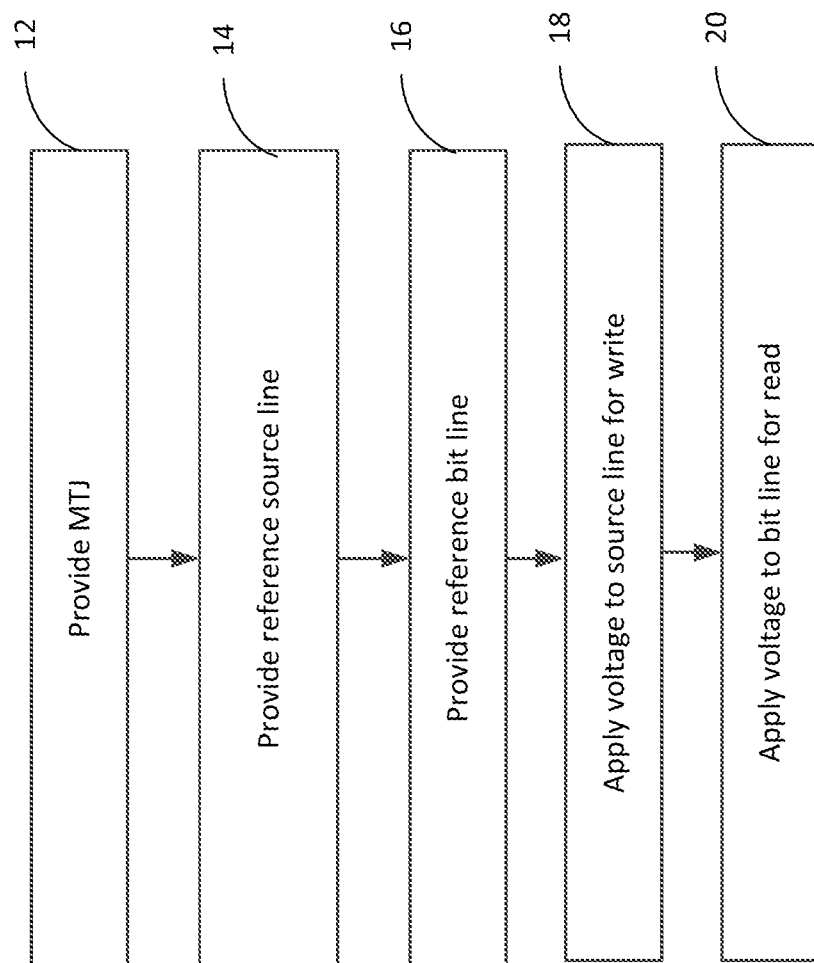 Provide MTJ
12
Provide reference source line
14
Provide reference bit line
16
Apply voltage to source line for write
18
Apply voltage to bit line for read
20